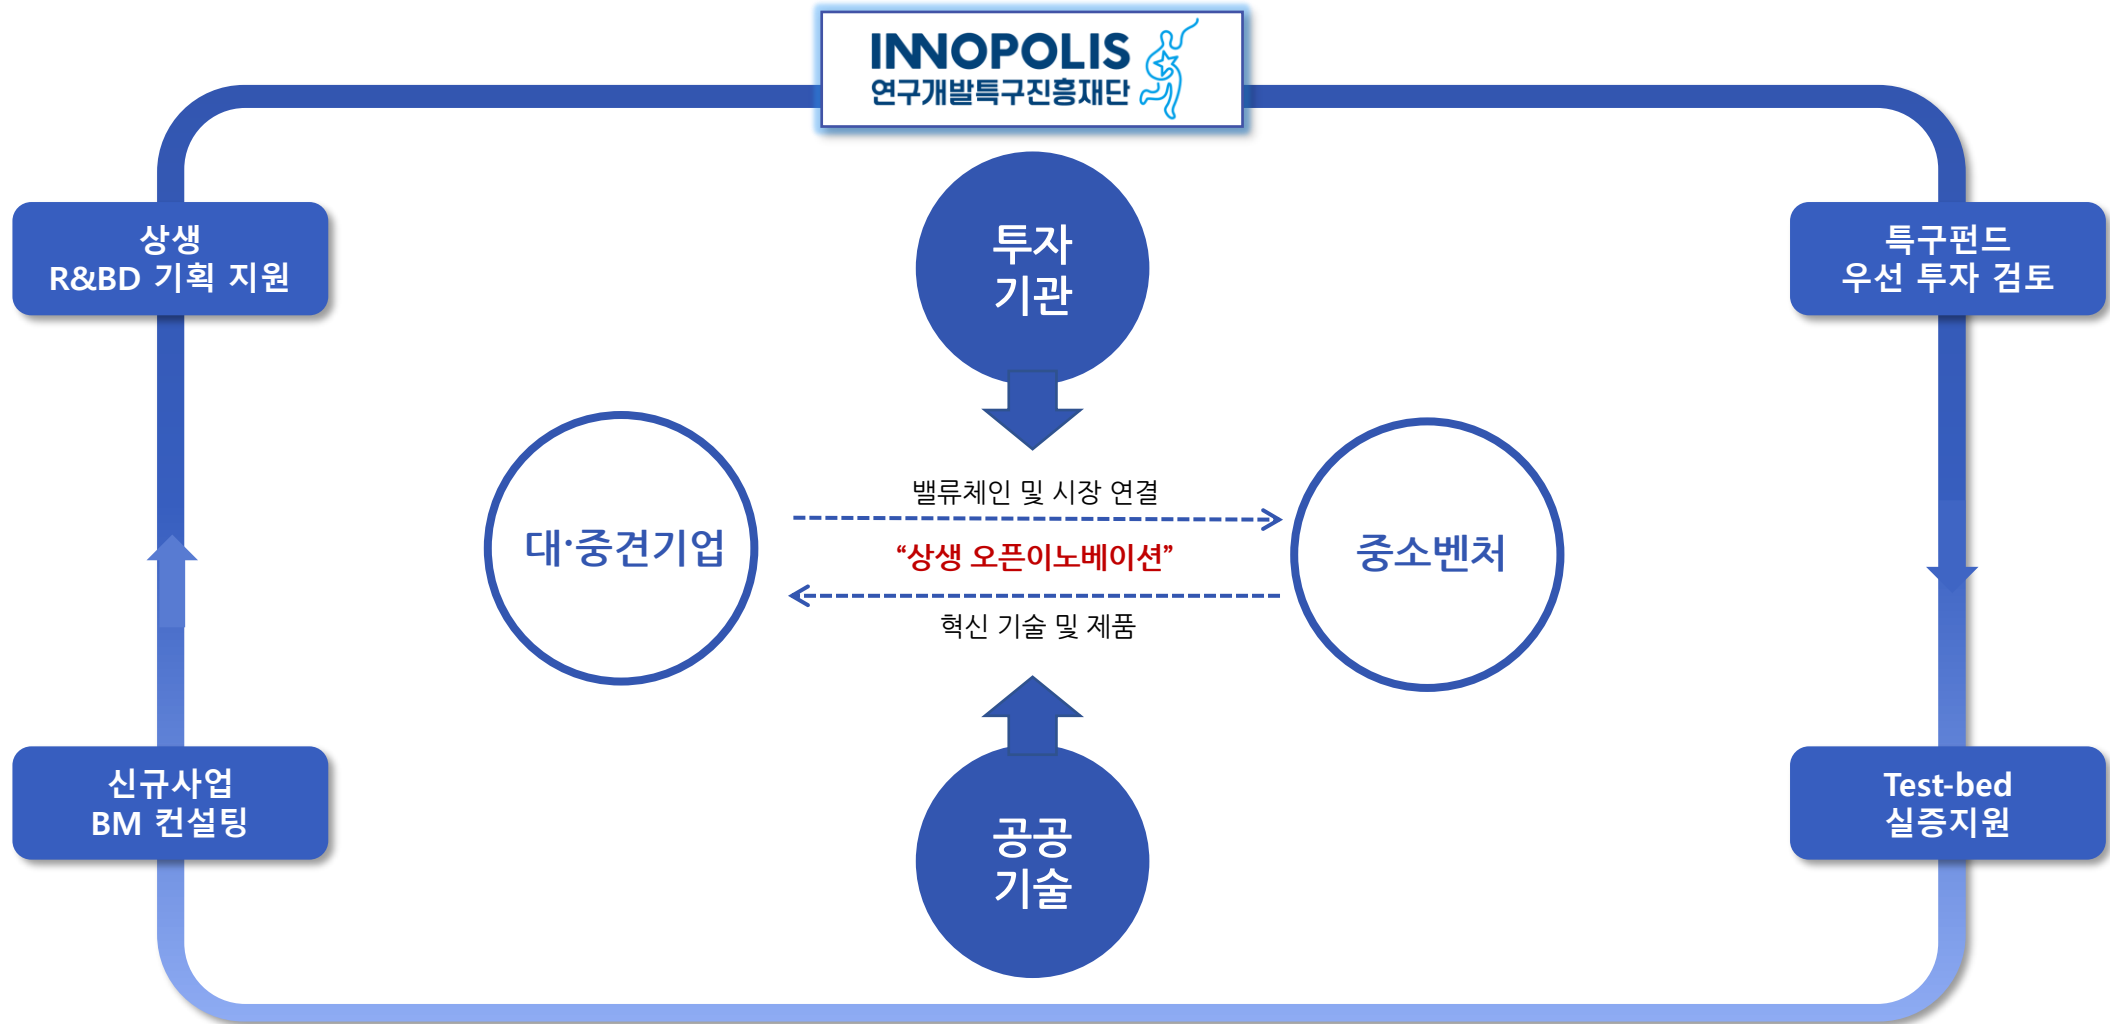 INNOPOLIS
연구개발특구진흥재단
상생
R&BD 기획 지원
투자
기관
특구펀드
우선 투자 검토
대·중견기업
밸류체인 및 시장 연결
“상생 오픈이노베이션”
혁신 기술 및 제품
중소벤처
신규사업
BM 컨설팅
공공
기술
Test-bed
실증지원